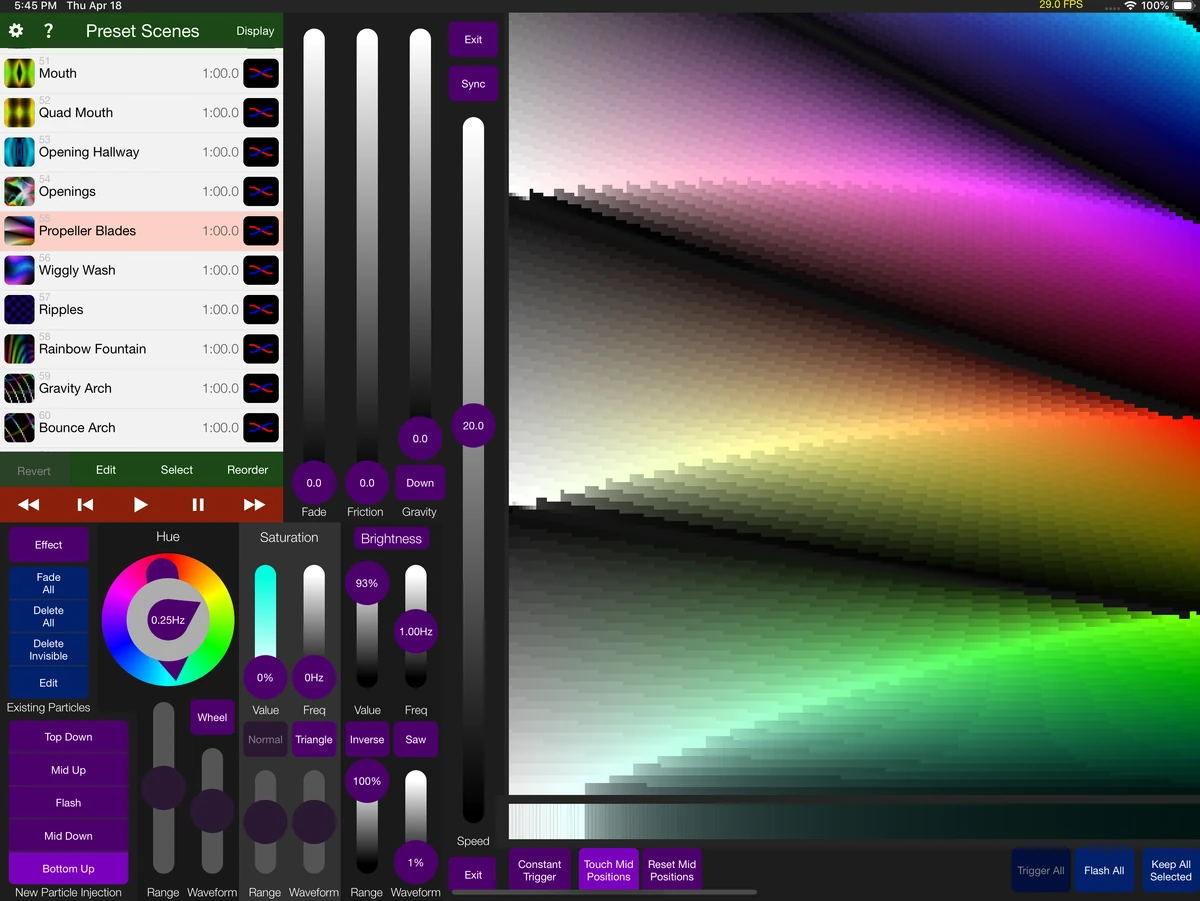 5:45 PM Thu Apr 18
29.0 FPS
100%
? Preset Scenes Display
51
Mouth 1:00.0
52
Quad Mouth 1:00.0
53
Opening Hallway 1:00.0
54
Openings 1:00.0
55
Propeller Blades 1:00.0
56
Wiggly Wash 1:00.0
57
Ripples 1:00.0
58
Rainbow Fountain 1:00.0
59
Gravity Arch 1:00.0
60
Bounce Arch 1:00.0
Revert Edit Select Reorder
0.0
Fade
0.0
Friction
0.0
Down
Gravity
Exit
Sync
20.0
Speed
Exit
Effect
Fade
All
Delete
All
Delete
Invisible
Edit
Existing Particles
Top Down
Mid Up
Flash
Mid Down
Bottom Up
New Particle Injection
Hue
0.25Hz
Wheel
Range Waveform
Saturation
0% 0Hz
Value Freq
Normal Triangle
Range Waveform
Brightness
93%
1.00Hz
Value Freq
Inverse Saw
100%
1%
Range Waveform
Constant
Trigger
Touch Mid
Positions
Reset Mid
Positions
Trigger All
Flash All
Keep All
Selected